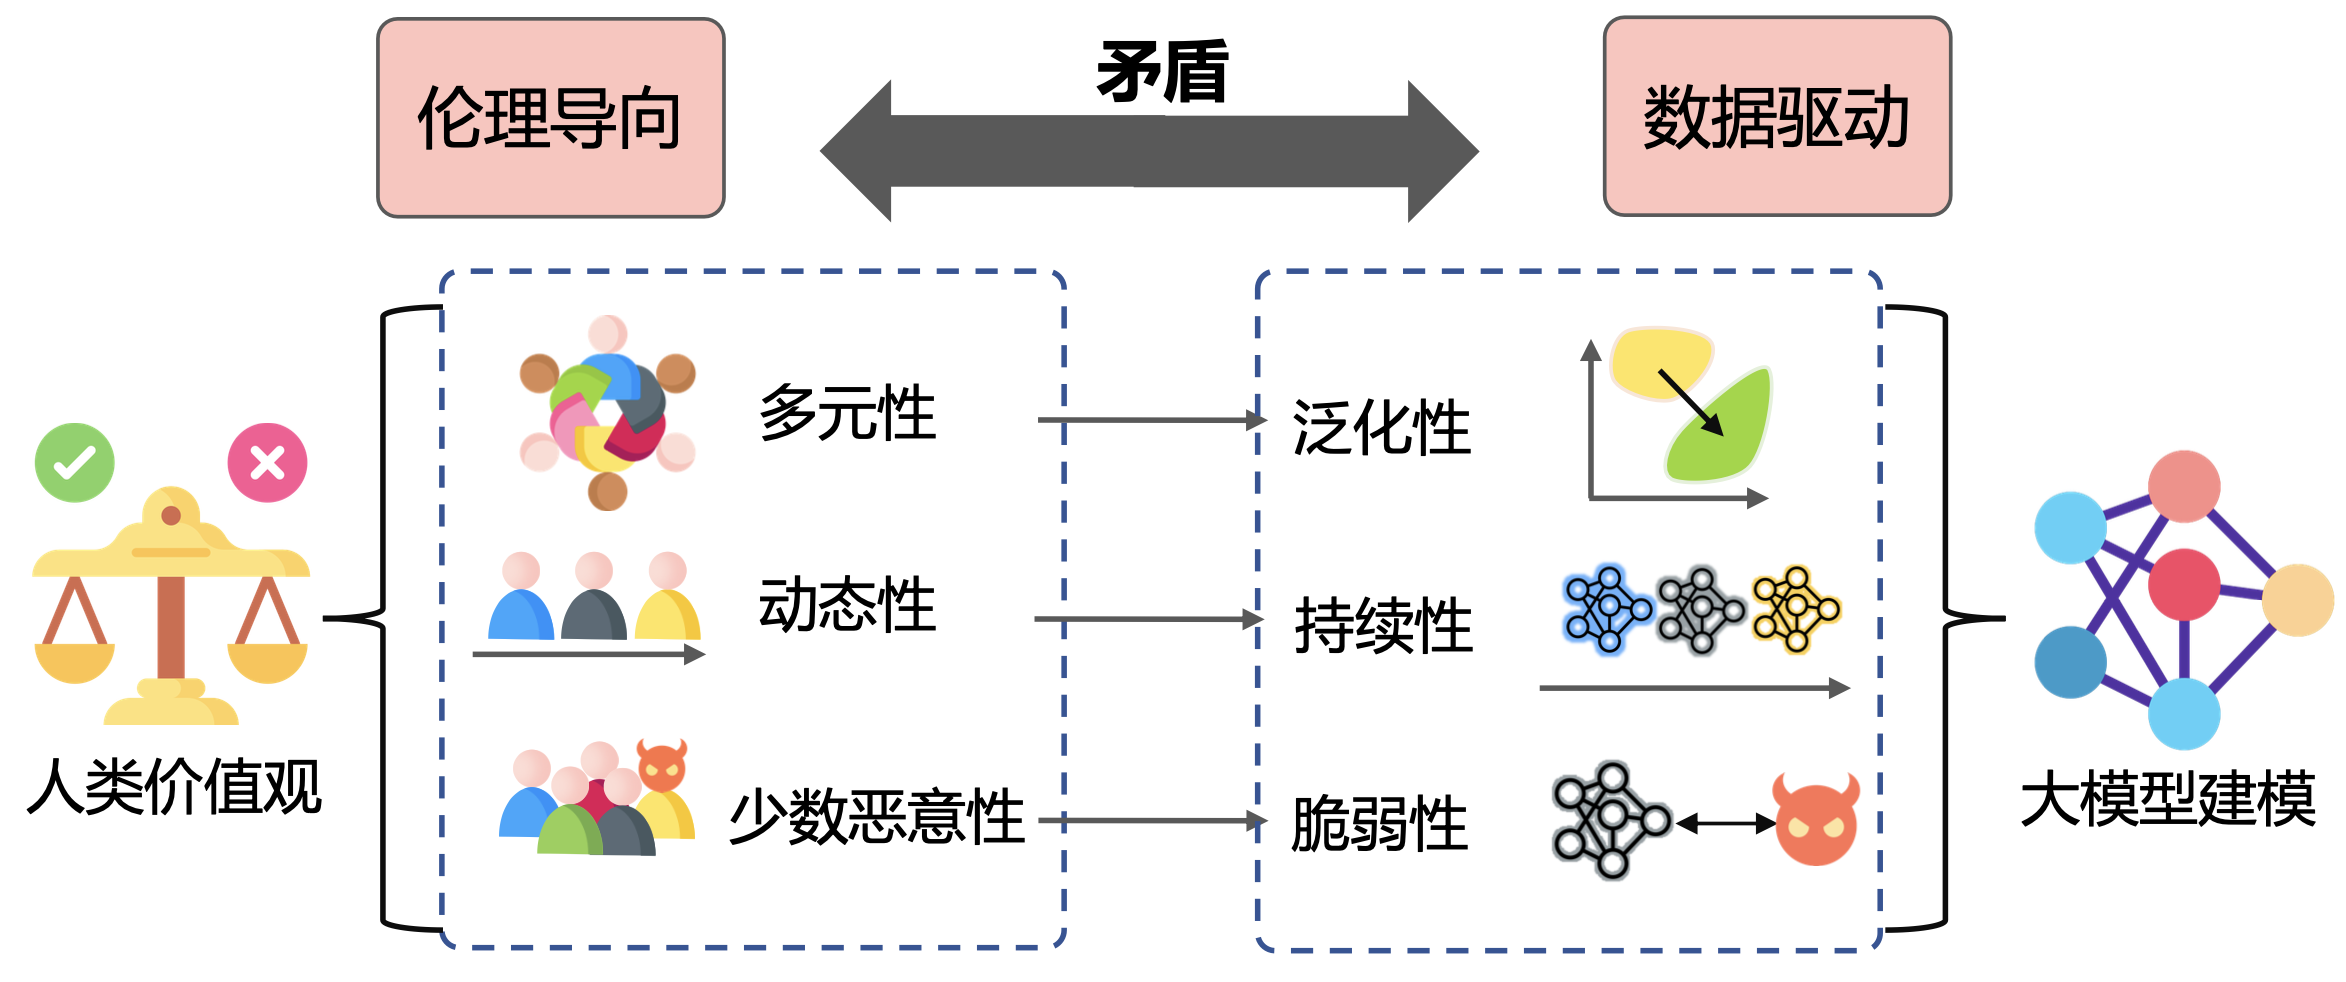 伦理导向
矛盾
数据驱动
多元性
泛化性
动态性
持续性
少数恶意性
脆弱性
人类价值观
大模型建模